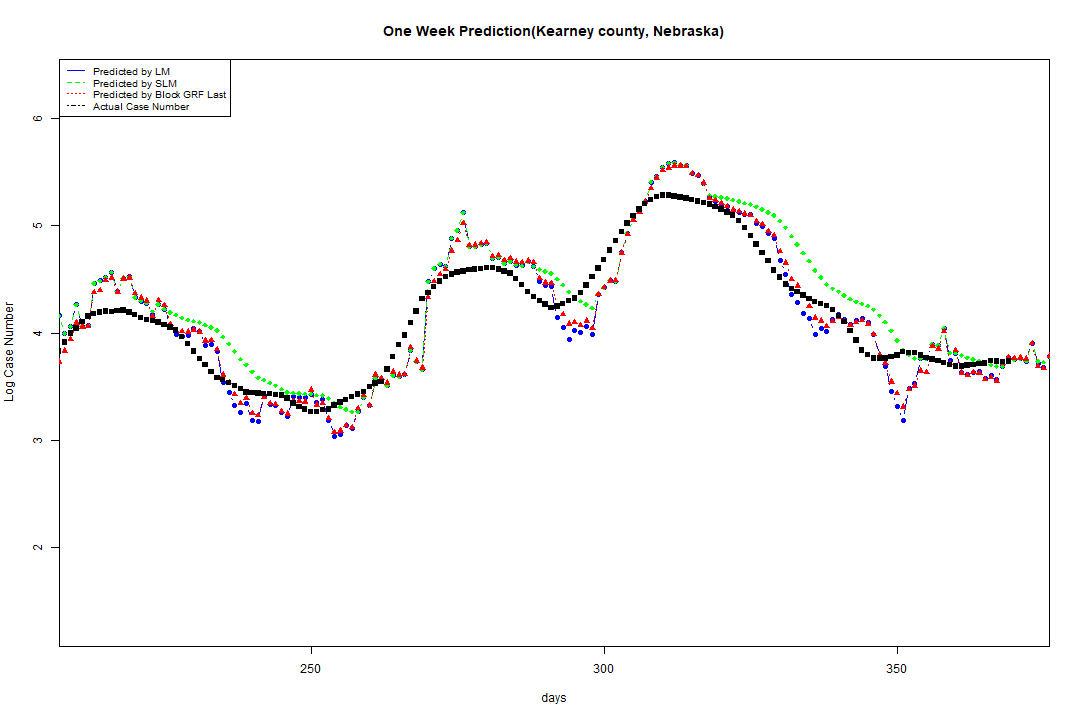 One Week Prediction(Kearney county, Nebraska)
Predicted by LM
Predicted by SLM
Predicted by Block GRF Last
Actual Case Number
6
5
4
3
2
Log Case Number
250
300
350
days